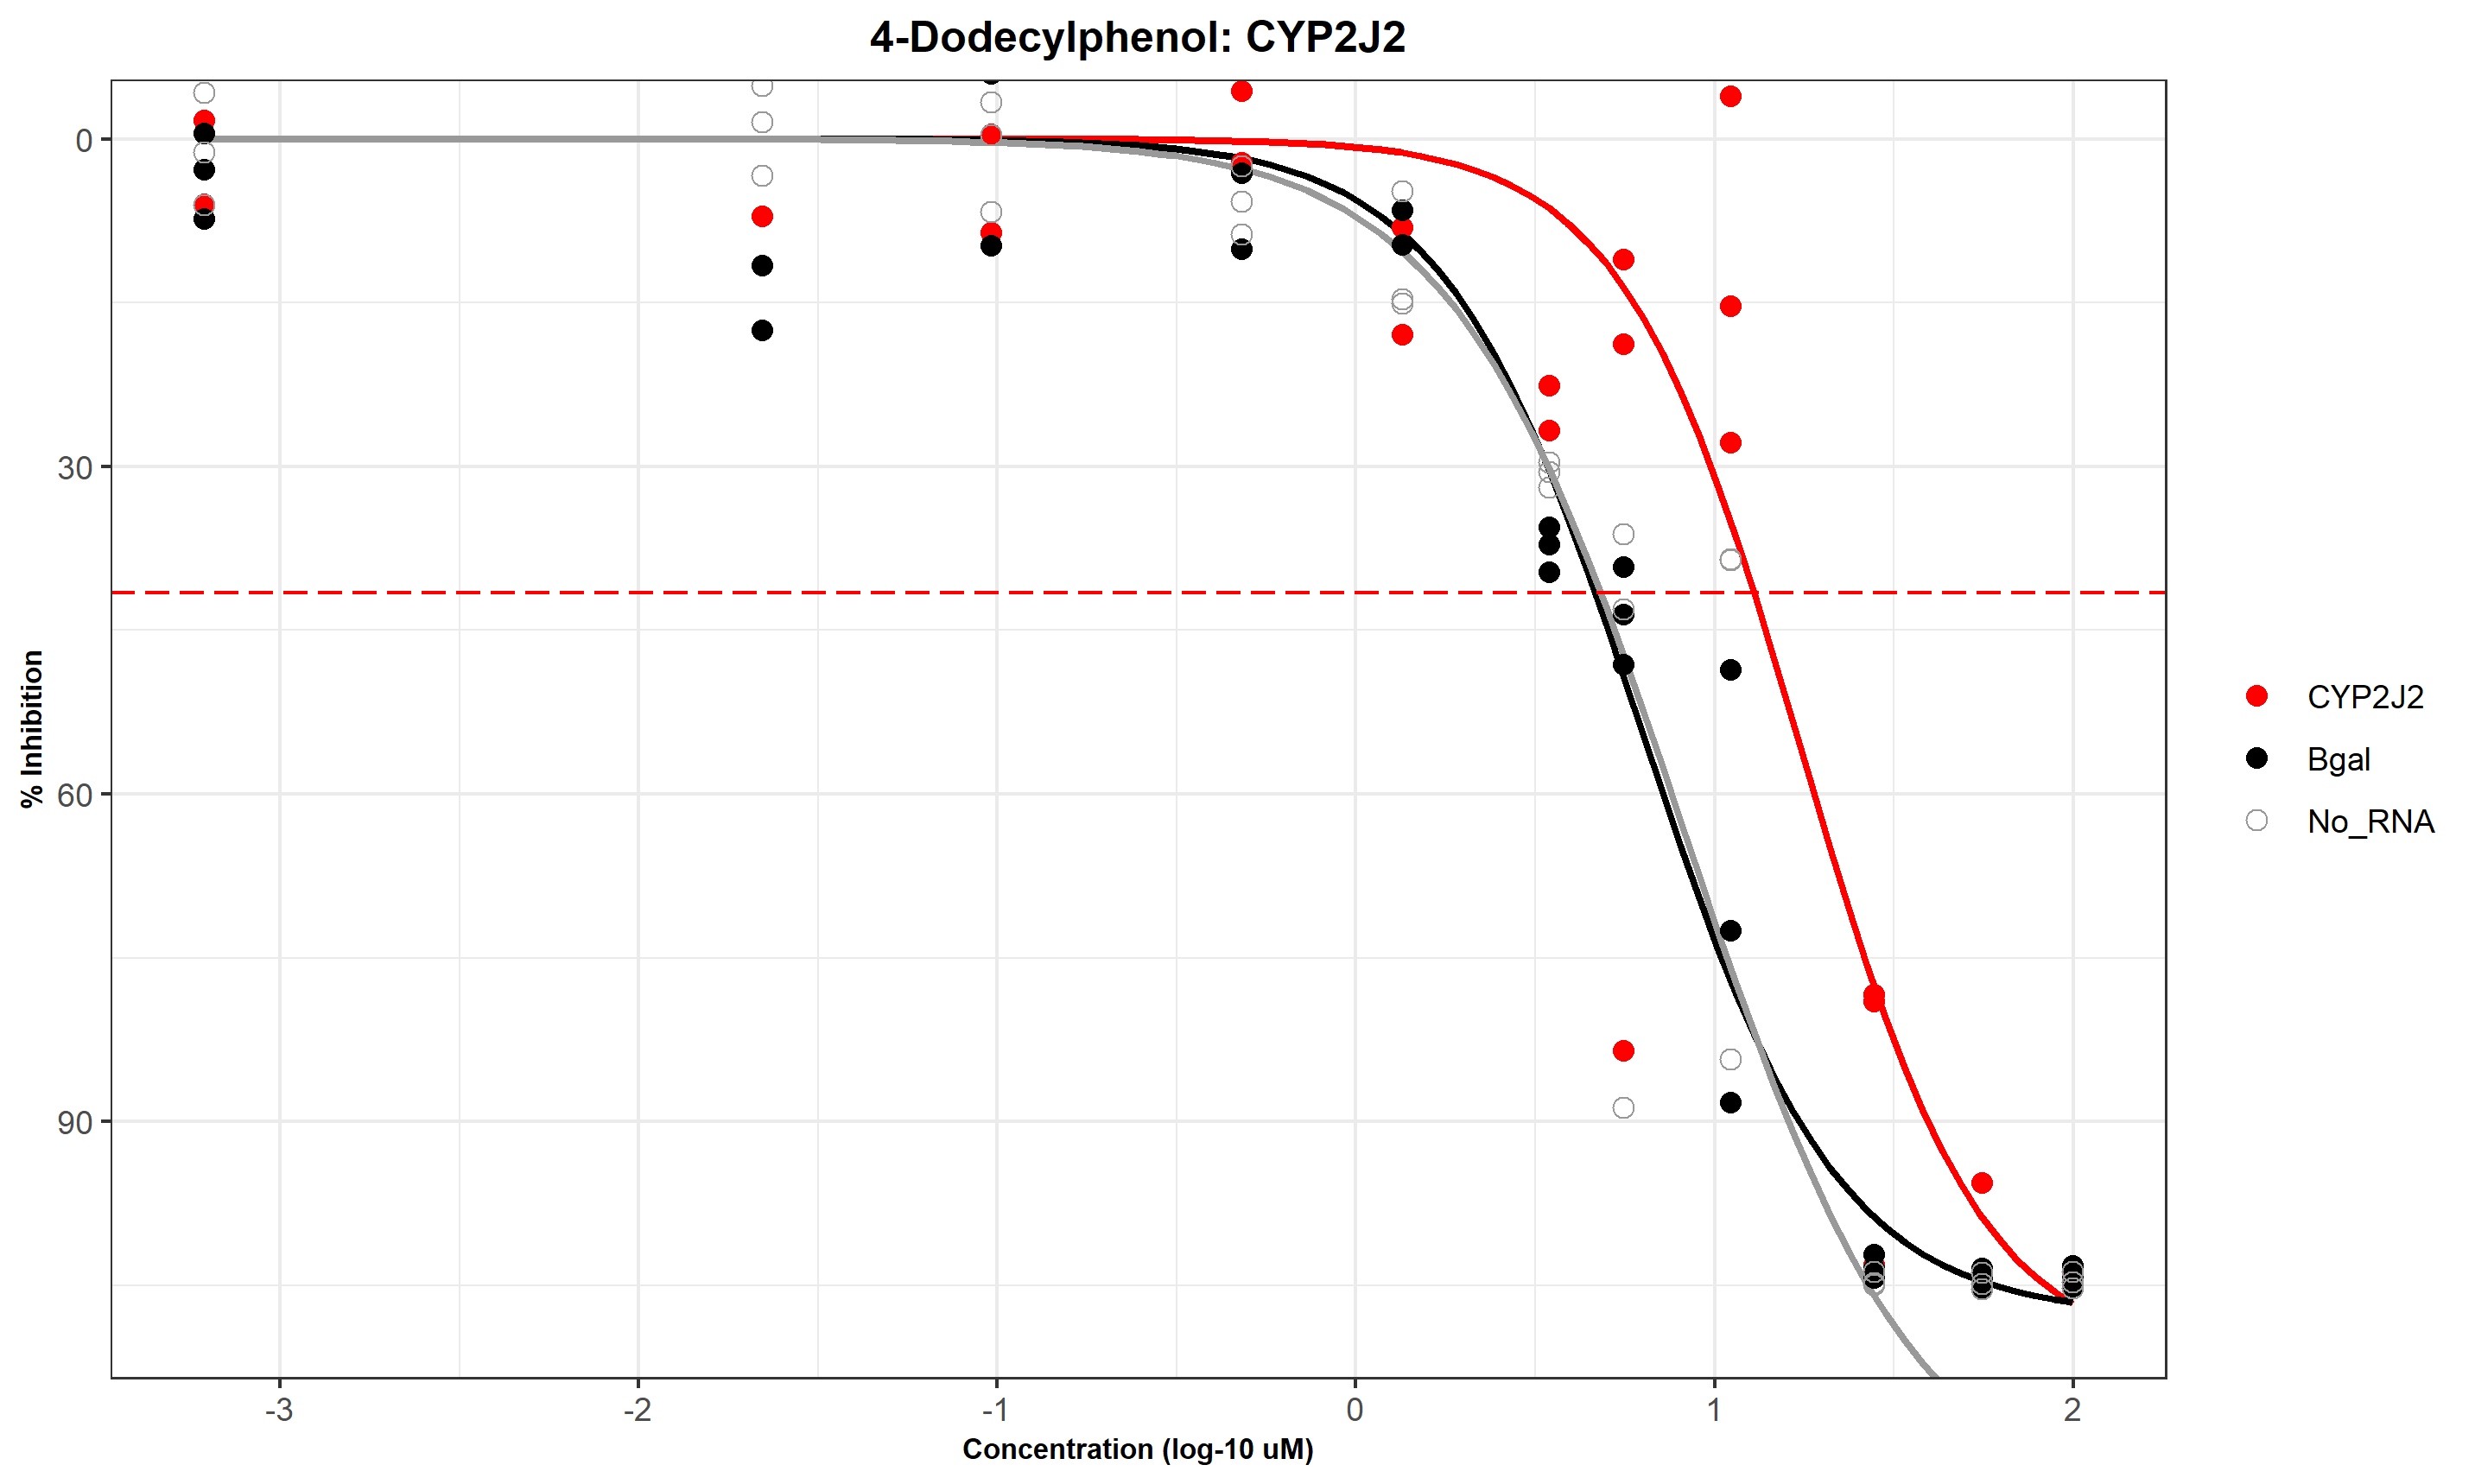 4-Dodecylphenol: CYP2J2
% Inhibition
0
30
60
90
-3
-2
-1
0
1
2
Concentration (log-10 uM)
CYP2J2
Bgal
No_RNA